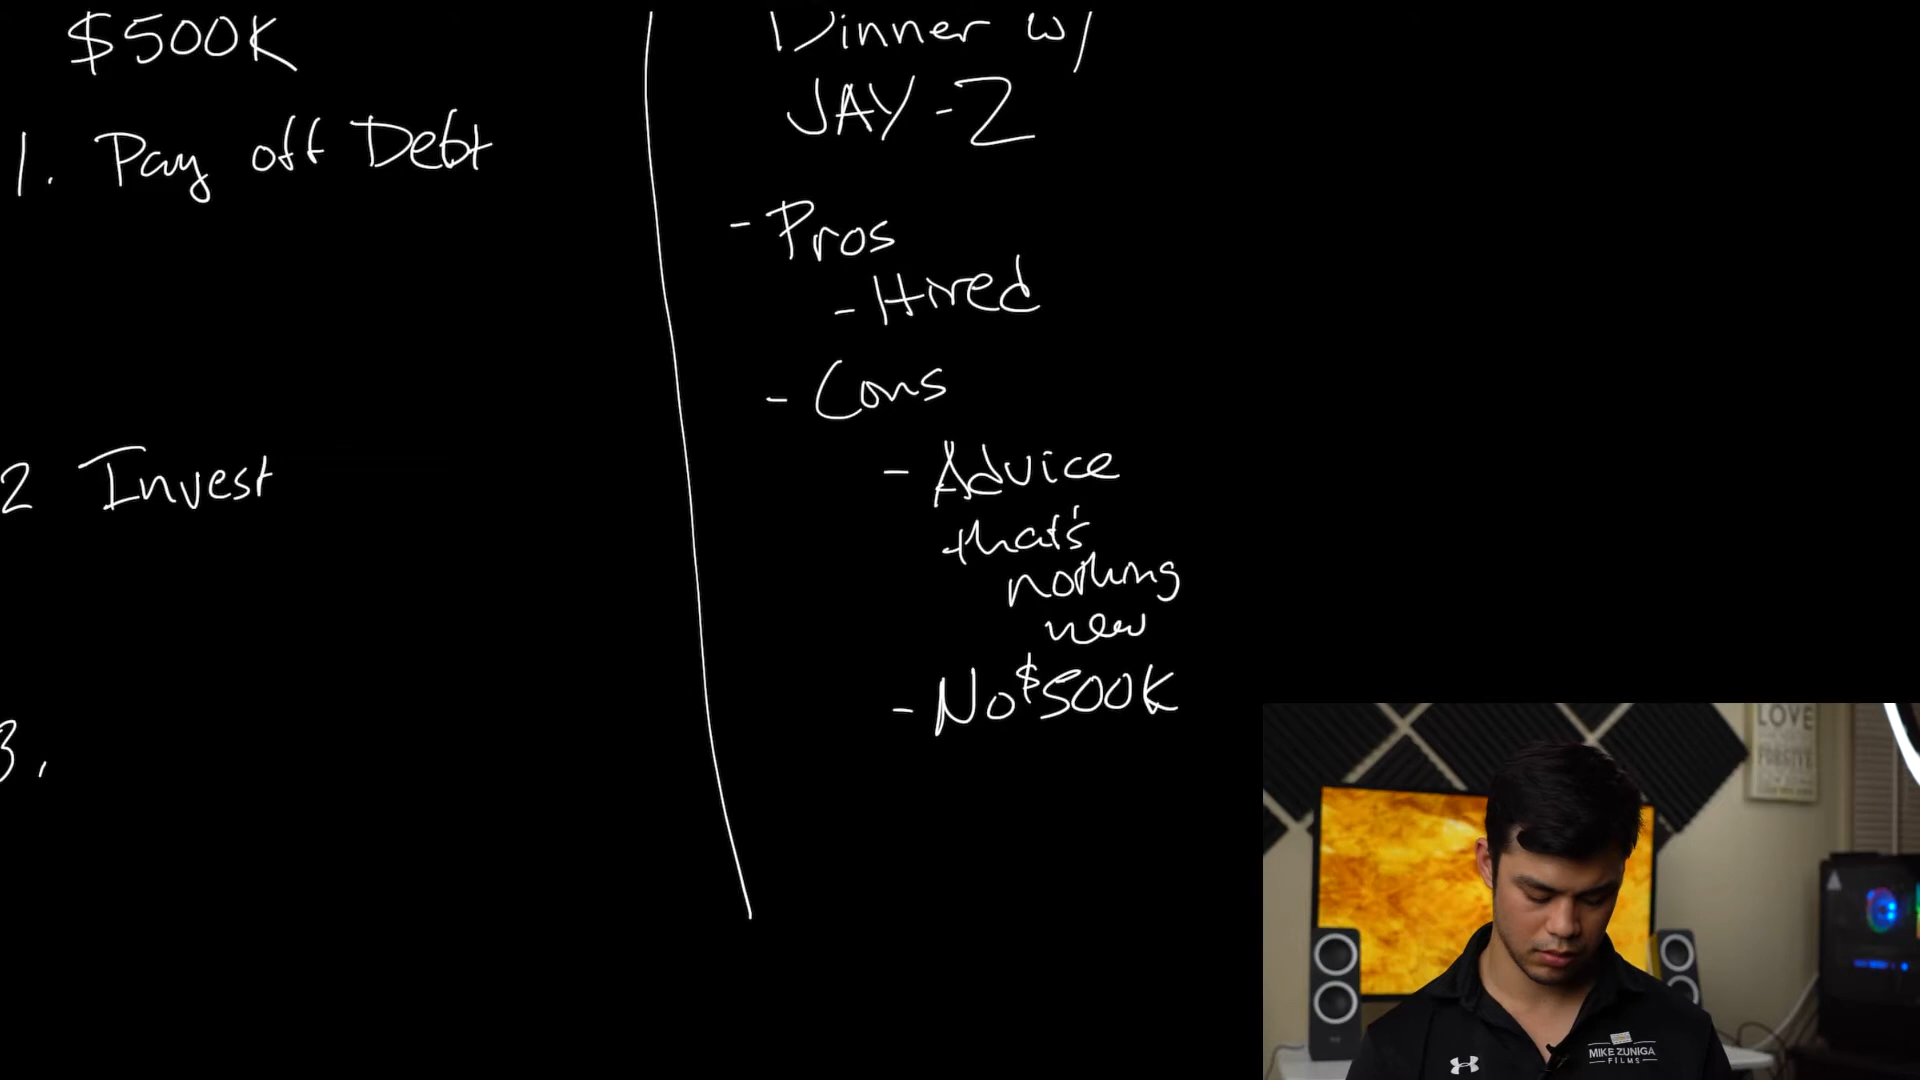 $500K
1. Pay off Debt
2 Invest
3.
Dinner w/
JAY-Z
- Pros
- Hired
- Cons
- Advice
that's
nothing
new
- No $500K
LOVE
FORGIVE
MIKE ZUNIGA
FILMS